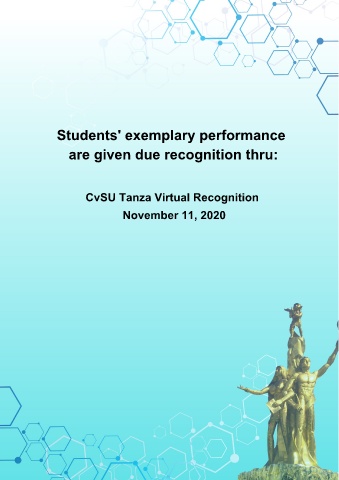 Students' exemplary performance
are given due recognition thru:
CvSU Tanza Virtual Recognition
November 11, 2020